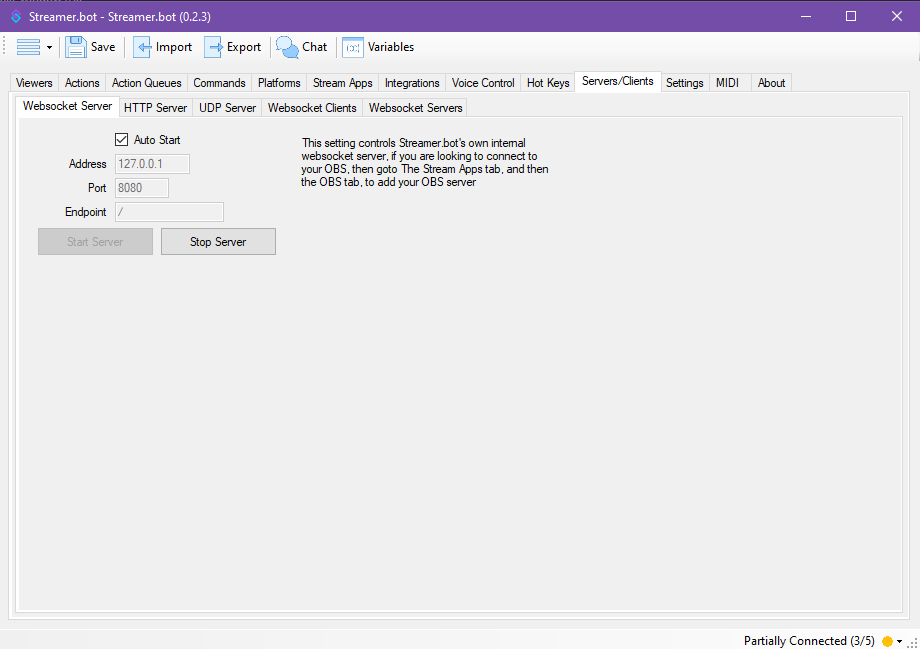 Streamer.bot - Streamer.bot (0.2.3)
Save Import Export Chat (x) Variables
Viewers Actions Action Queues Commands Platforms Stream Apps Integrations Voice Control Hot Keys Servers/Clients Settings MIDI About
Websocket Server HTTP Server UDP Server Websocket Clients Websocket Servers
Auto Start
Address 127.0.0.1
Port 8080
Endpoint /
Start Server Stop Server
This setting controls Streamer.bot's own internal
websocket server, if you are looking to connect to
your OBS, then goto The Stream Apps tab, and then
the OBS tab, to add your OBS server
Partially Connected (3/5)